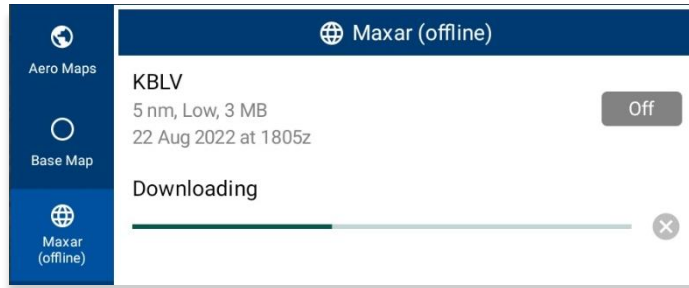 Aero Maps
Base Map
Maxar
(offline)
Maxar (offline)
KBLV
5 nm, Low, 3 MB
22 Aug 2022 at 1805z
Off
Downloading